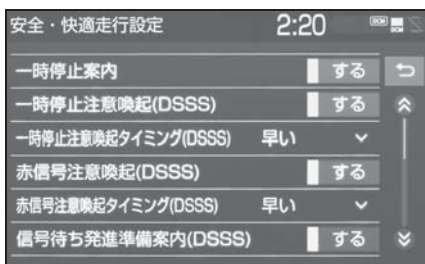 安全・快適走行設定 2:20 DCM
一時停止案内 する
一時停止注意喚起(DSSS) する
一時停止注意喚起タイミング(DSSS) 早い
赤信号注意喚起(DSSS) する
赤信号注意喚起タイミング(DSSS) 早い
信号待ち発進準備案内(DSSS) する